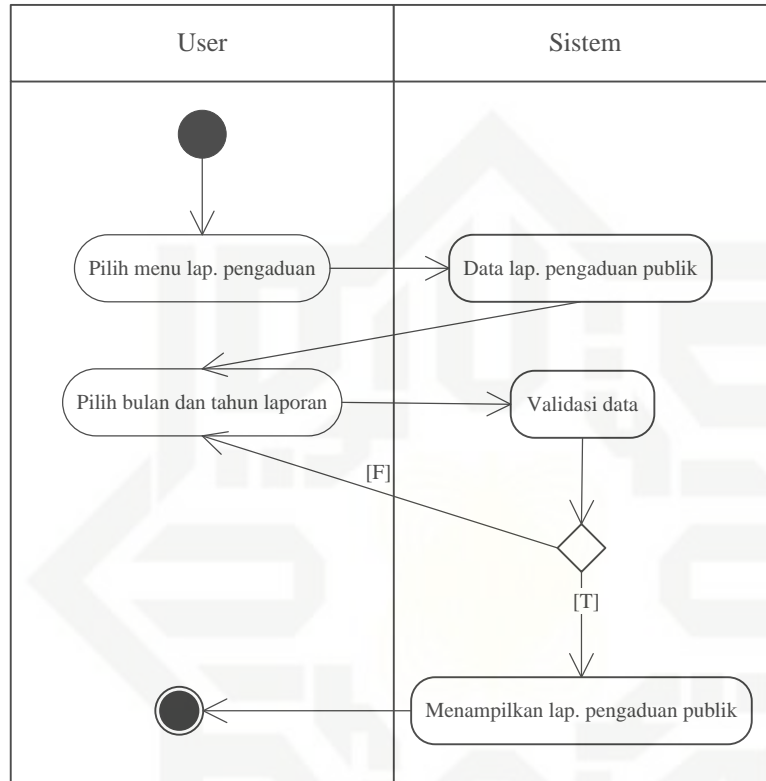 User
Sistem
Pilih menu lap. pengaduan
Data lap. pengaduan publik
Pilih bulan dan tahun laporan
Validasi data
[F]
[T]
Menampilkan lap. pengaduan publik